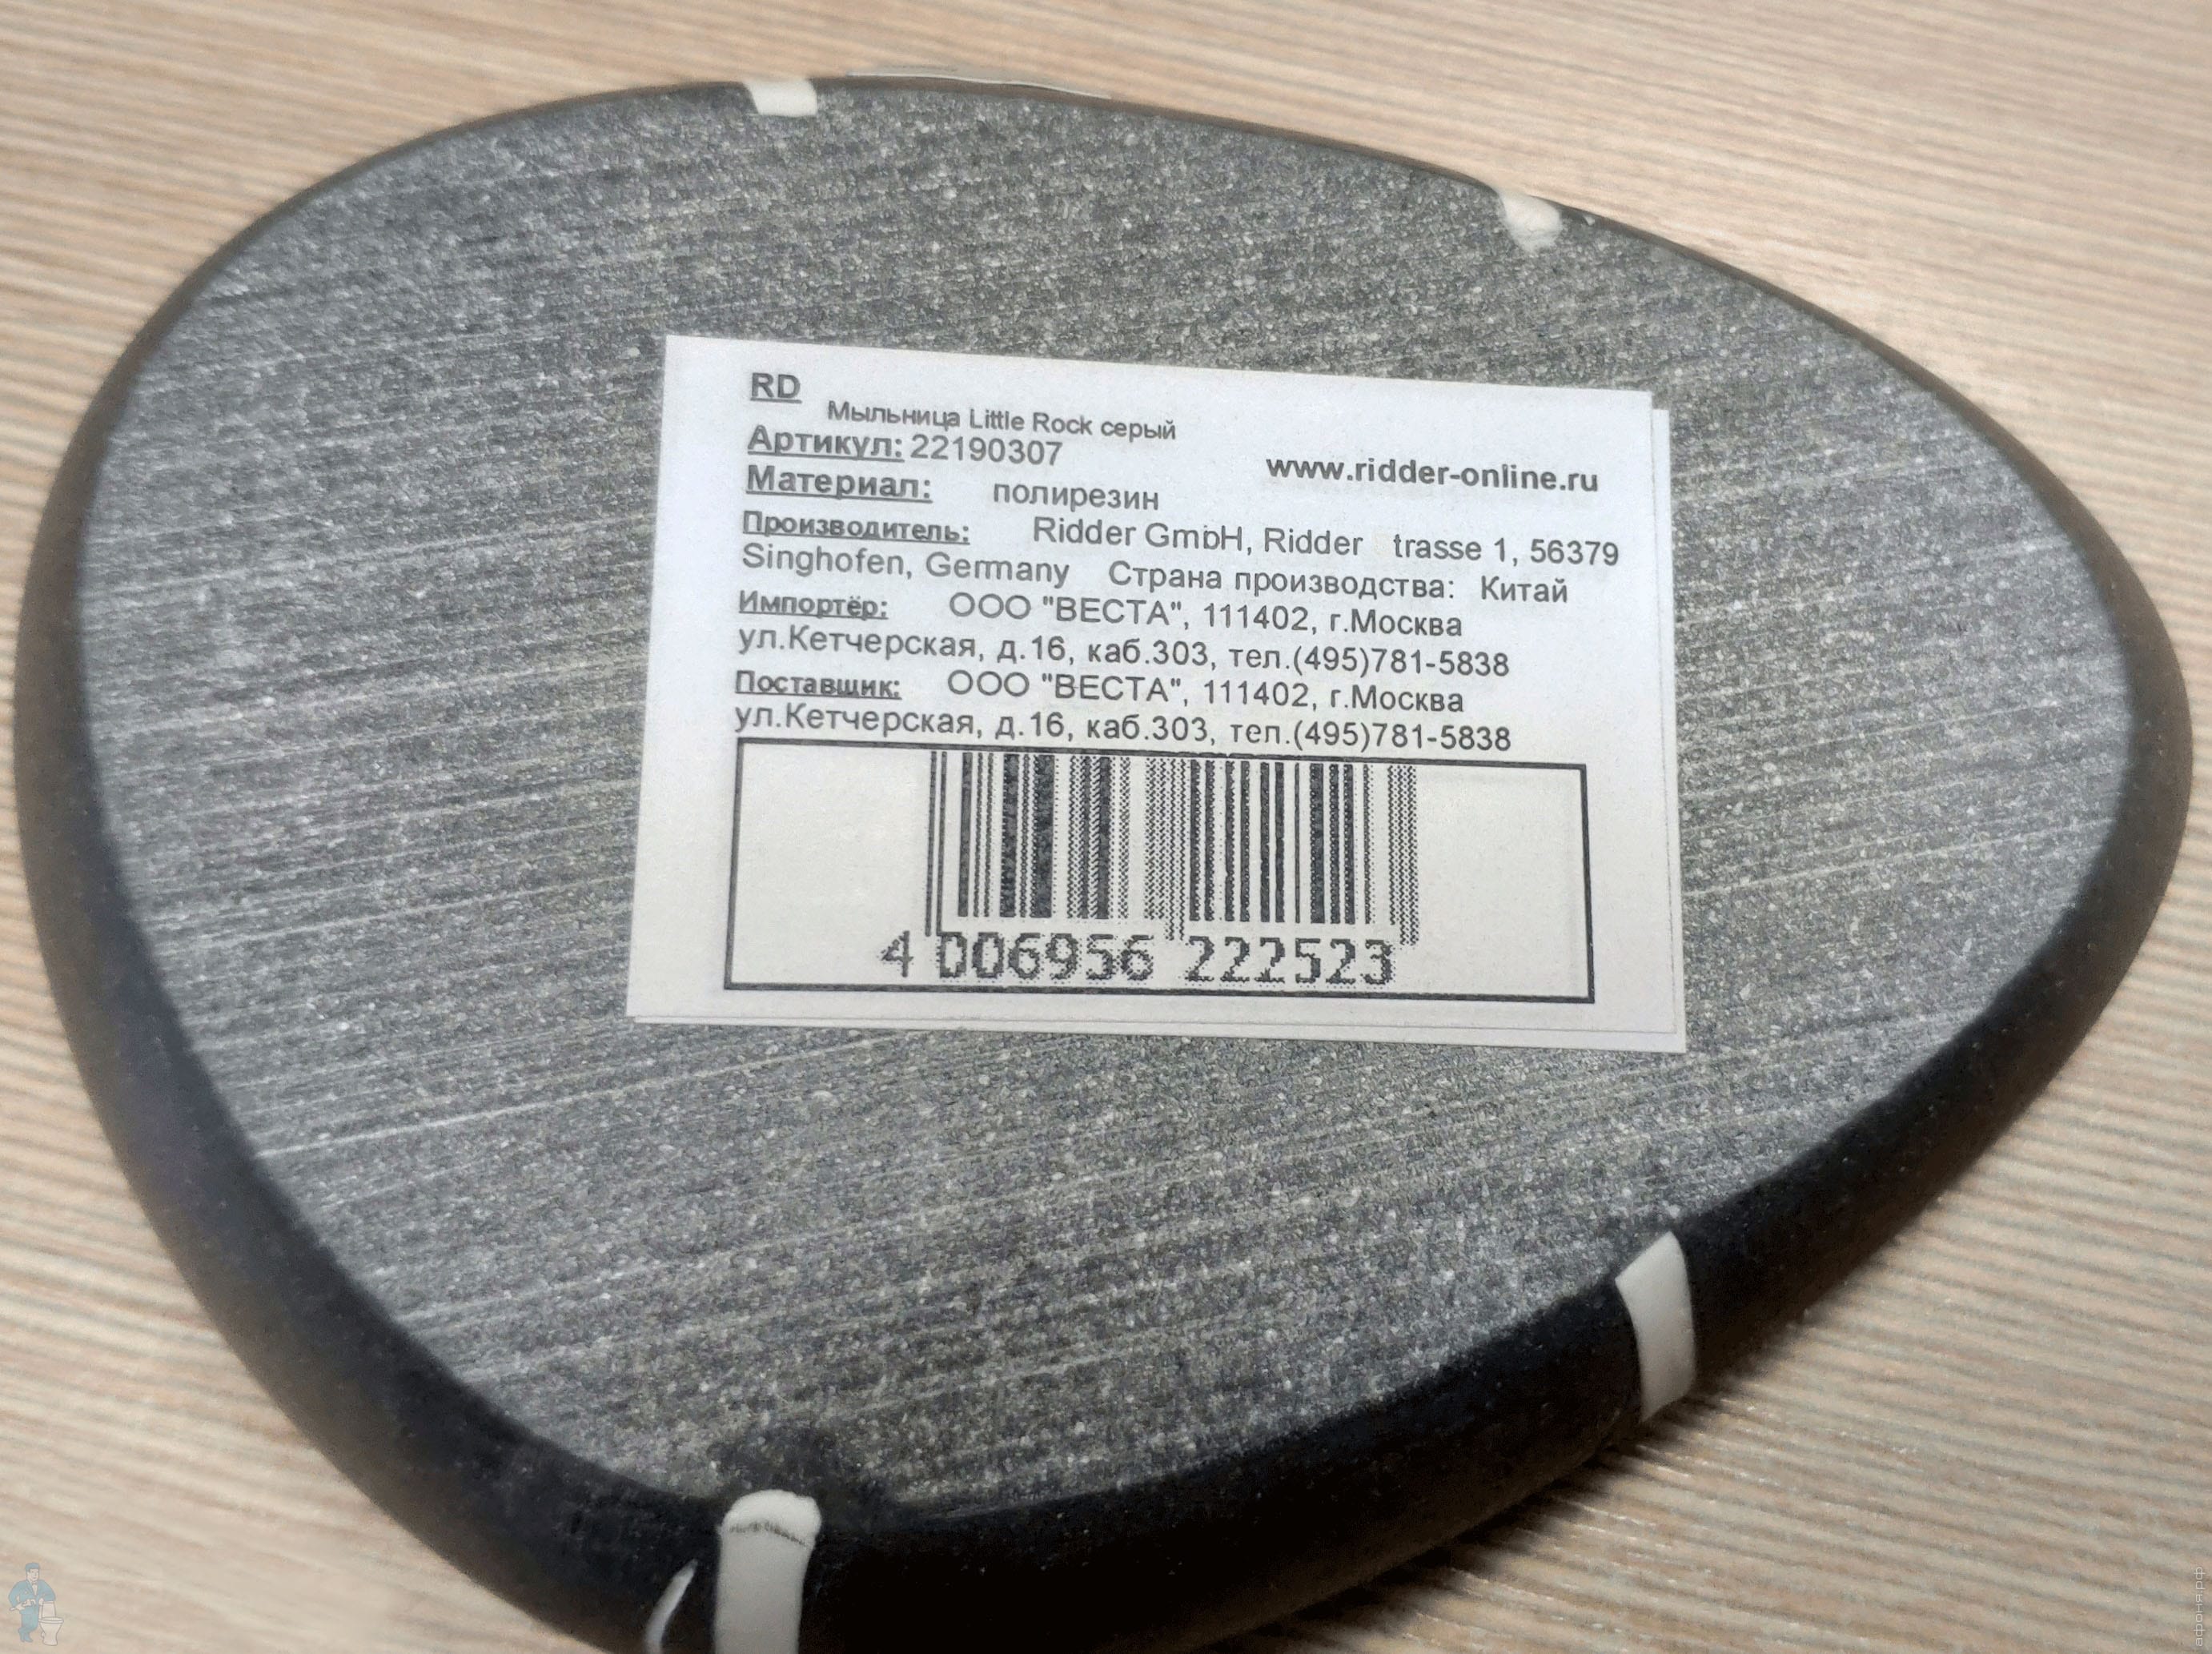 RD
Мыльница Little Rock серый
Артикул: 22190307
www.ridder-online.ru
Материал: полирезин
Производитель: Ridder GmbH, Ridder trasse 1, 56379
Singhofen, Germany Страна производства: Китай
Импортёр: ООО "ВЕСТА", 111402, г.Москва
ул.Кетчерская, д.16, каб.303, тел.(495)781-5838
Поставщик: ООО "ВЕСТА", 111402, г.Москва
ул.Кетчерская, д.16, каб.303, тел.(495)781-5838
4 006956 222523
афоня.рф